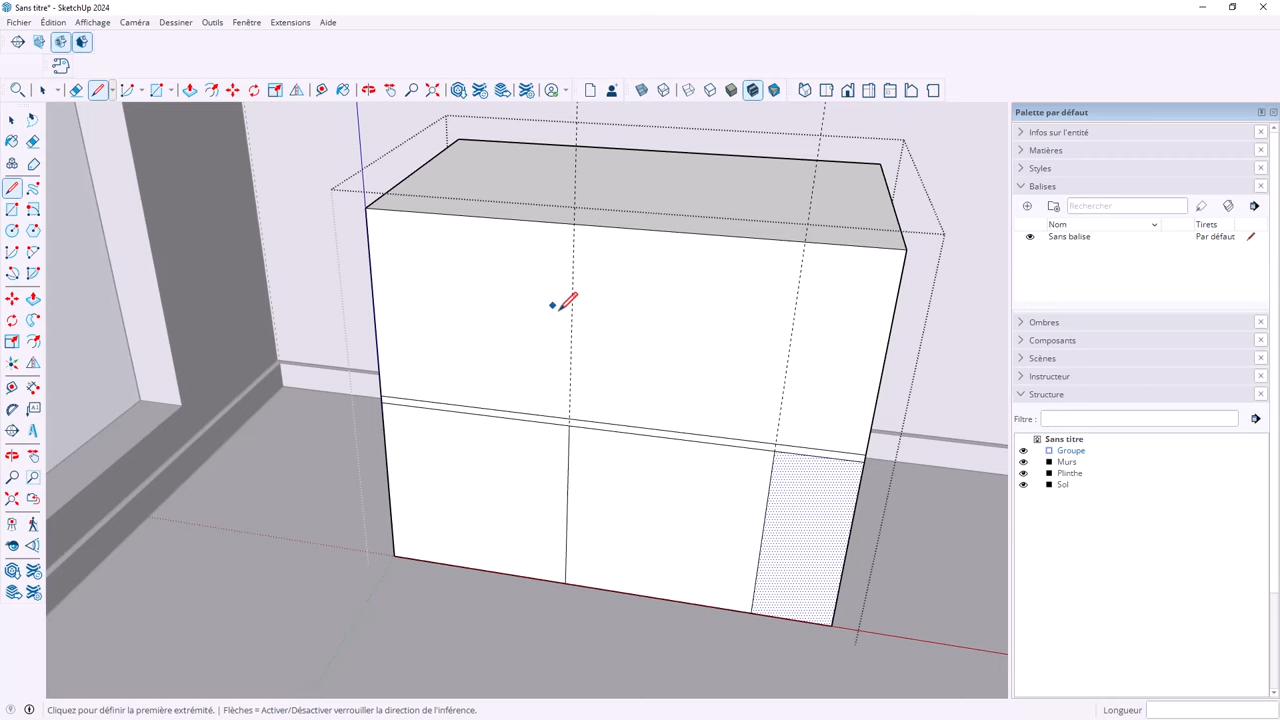 Sans titre* - SketchUp 2024
Fichier Édition Affichage Caméra Dessiner Outils Fenêtre Extensions Aide
Palette par défaut
Infos sur l'entité
Matières
Styles
Balises
Rechercher
Nom Tirets
Sans balise Par défaut
Ombres
Composants
Scènes
Instructeur
Structure
Filtre :
Sans titre
Groupe
Murs
Plinthe
Sol
Cliquez pour définir la première extrémité. | Flèches = Activer/Désactiver verrouiller la direction de l'inférence.
Longueur